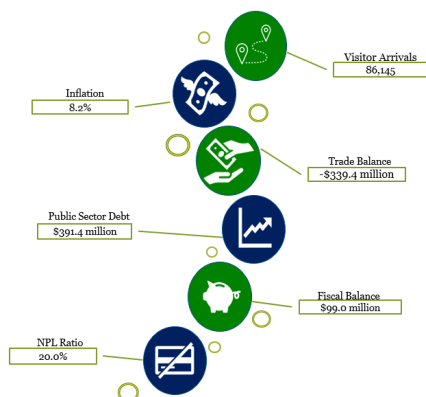 Visitor Arrivals
86,145
Inflation
8.2%
Trade Balance
-$339.4 million
Public Sector Debt
$391.4 million
Fiscal Balance
$99.0 million
NPL Ratio
20.0%